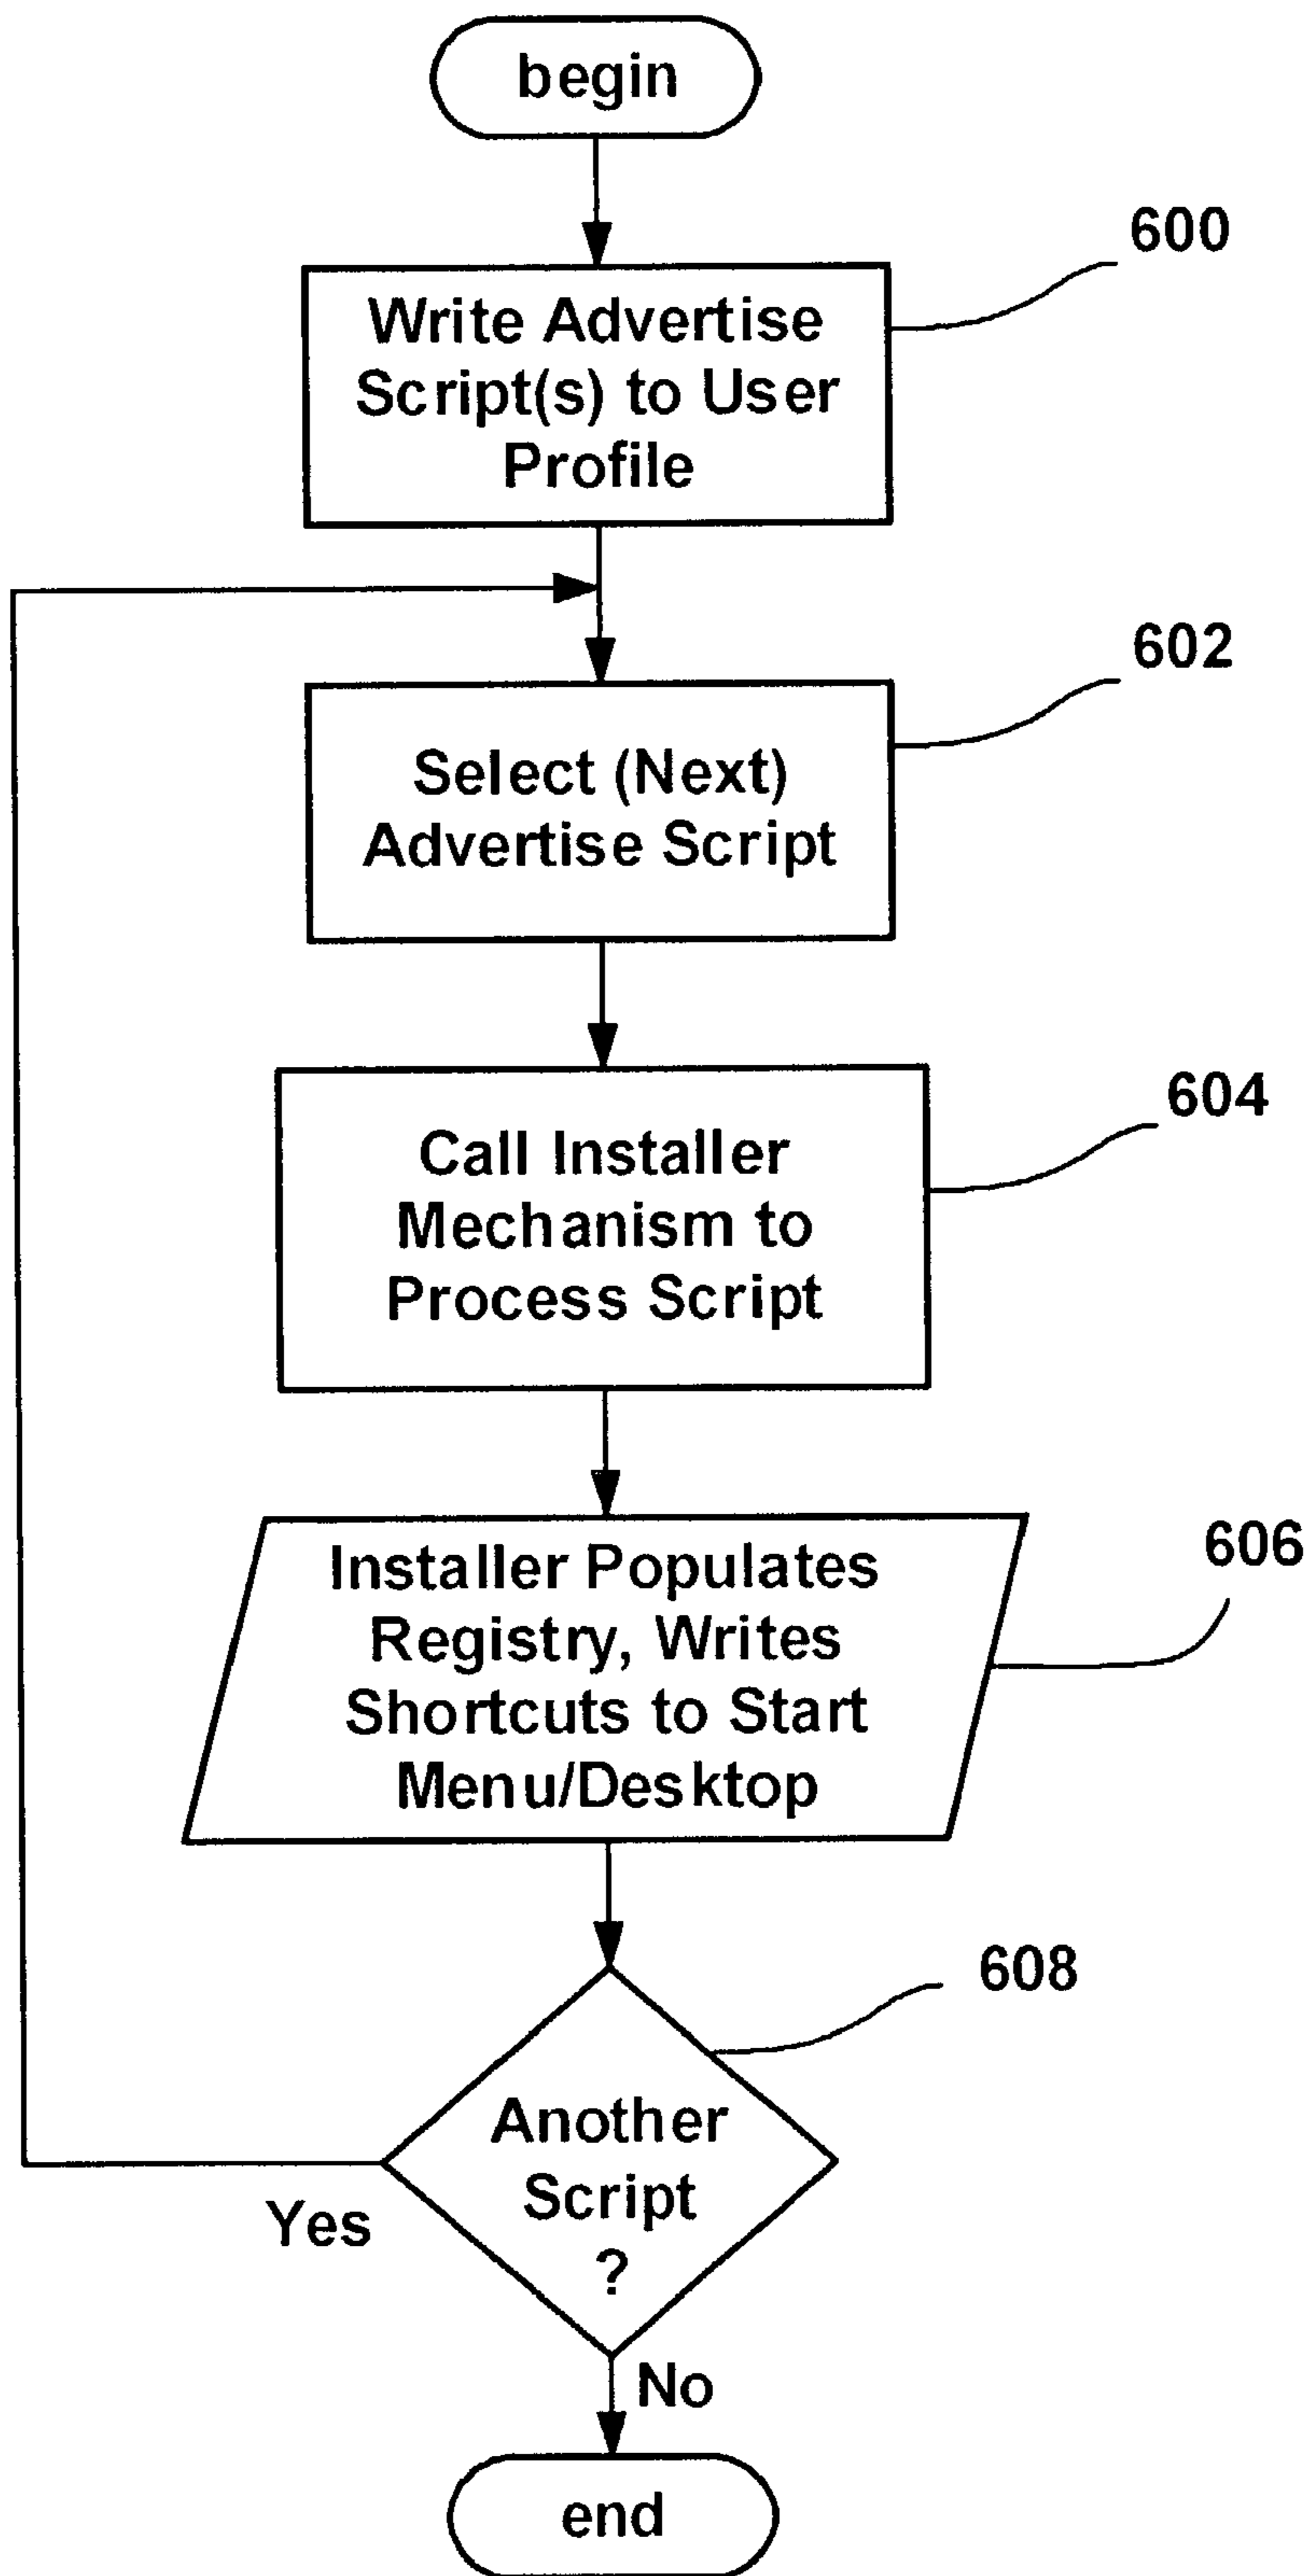 begin
600
Write Advertise
Script(s) to User
Profile
602
Select (Next)
Advertise Script
604
Call Installer
Mechanism to
Process Script
606
Installer Populates
Registry, Writes
Shortcuts to Start
Menu/Desktop
608
Another
Script
?
Yes
No
end